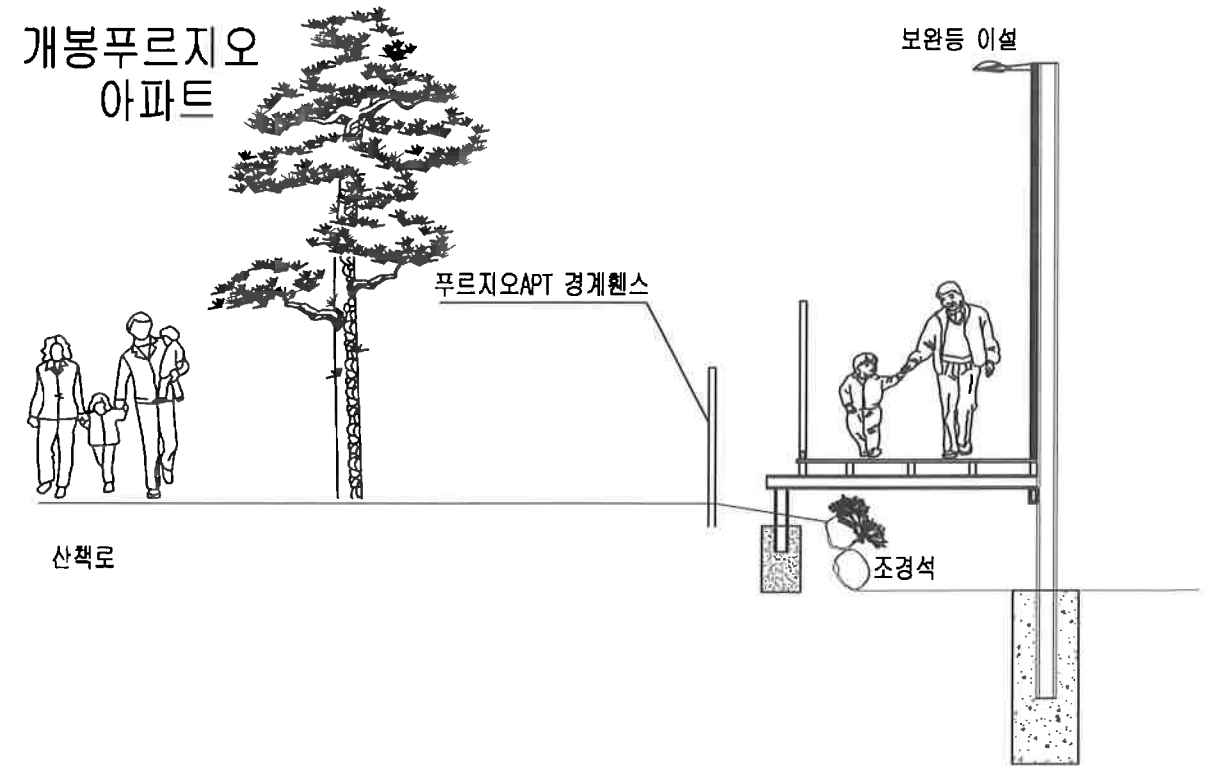 개봉푸르지오
아파트
보완등 이설
푸르지오APT 경계휀스
산책로
조경석